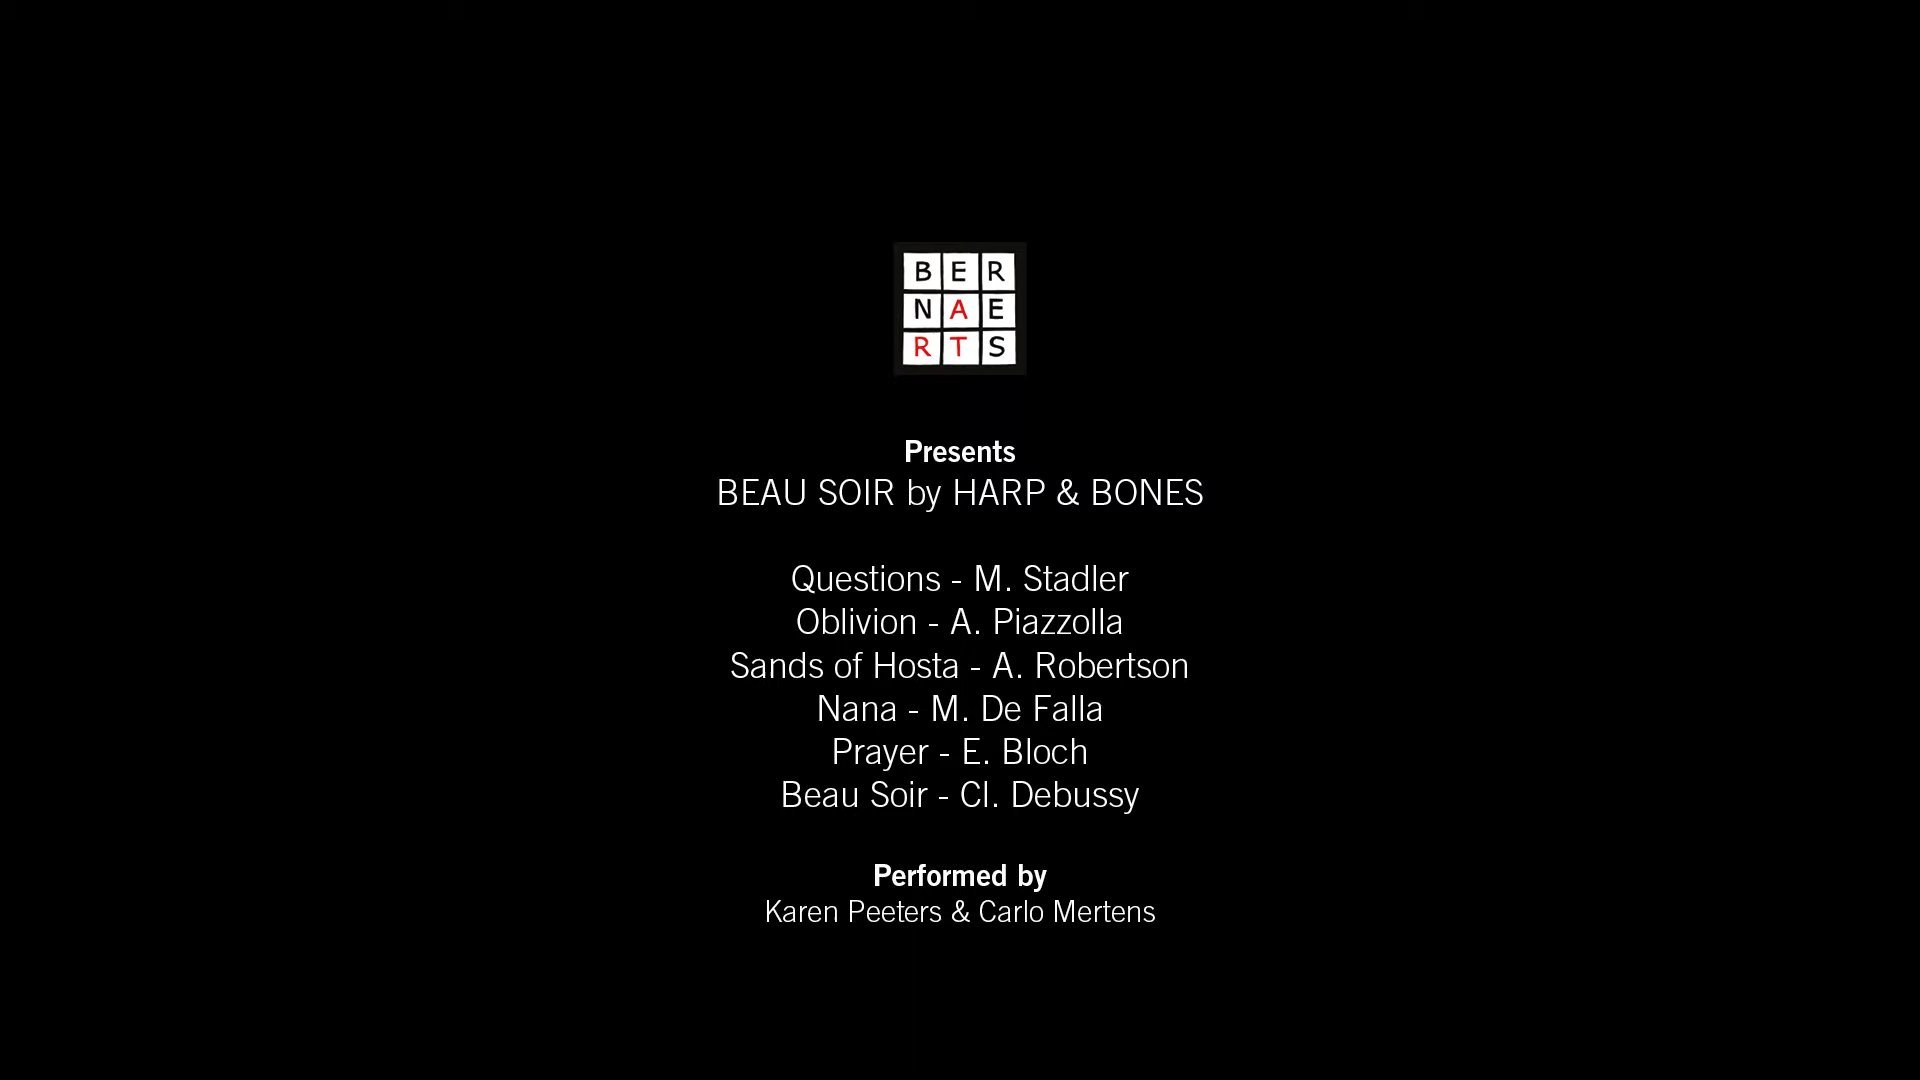 BER
NAE
RTS
Presents
BEAU SOIR by HARP & BONES
Questions - M. Stadler
Oblivion - A. Piazzolla
Sands of Hosta - A. Robertson
Nana - M. De Falla
Prayer - E. Bloch
Beau Soir - Cl. Debussy
Performed by
Karen Peeters & Carlo Mertens